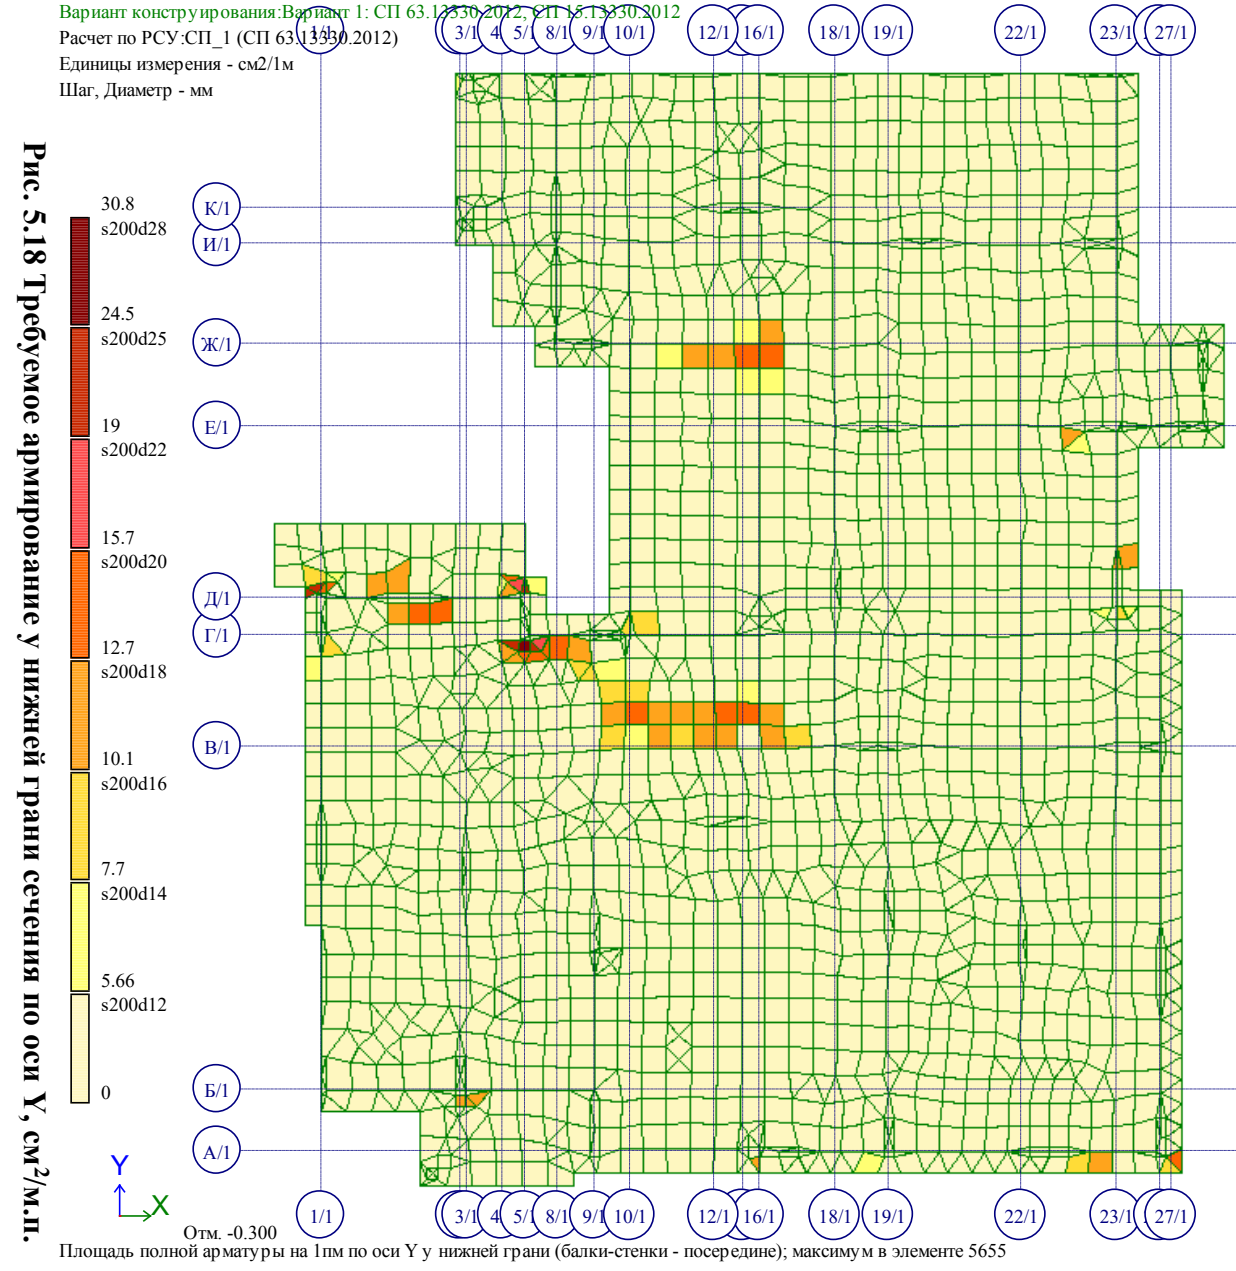 Вариант конструирования:Вариант 1: СП 63.13330.2012, СП 15.13330.2012
Расчет по РСУ:СП_1 (СП 63.13330.2012)
Единицы измерения - см2/1м
Шаг, Диаметр - мм
1/1
3/1
4
5/1
8/1
9/1
10/1
12/1
16/1
18/1
19/1
22/1
23/1
27/1
Рис. 5.18 Требуемое армирование у нижней грани сечения по оси Y, см²/м.п.
30.8
s200d28
24.5
s200d25
19
s200d22
15.7
s200d20
12.7
s200d18
10.1
s200d16
7.7
s200d14
5.66
s200d12
0
К/1
И/1
Ж/1
Е/1
Д/1
Г/1
В/1
Б/1
А/1
Y
X
1/1
3/1
4
5/1
8/1
9/1
10/1
12/1
16/1
18/1
19/1
22/1
23/1
27/1
Отм. -0.300
Площадь полной арматуры на 1пм по оси Y у нижней грани (балки-стенки - посередине); максимум в элементе 5655